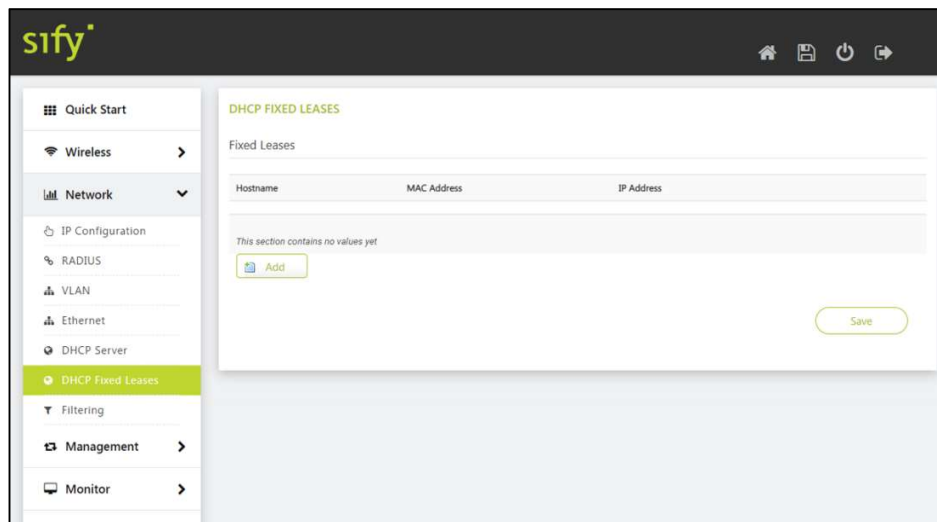 sify
Quick Start
Wireless
Network
IP Configuration
RADIUS
VLAN
Ethernet
DHCP Server
DHCP Fixed Leases
Filtering
Management
Monitor
DHCP FIXED LEASES
Fixed Leases
Hostname MAC Address IP Address
This section contains no values yet
Add
Save